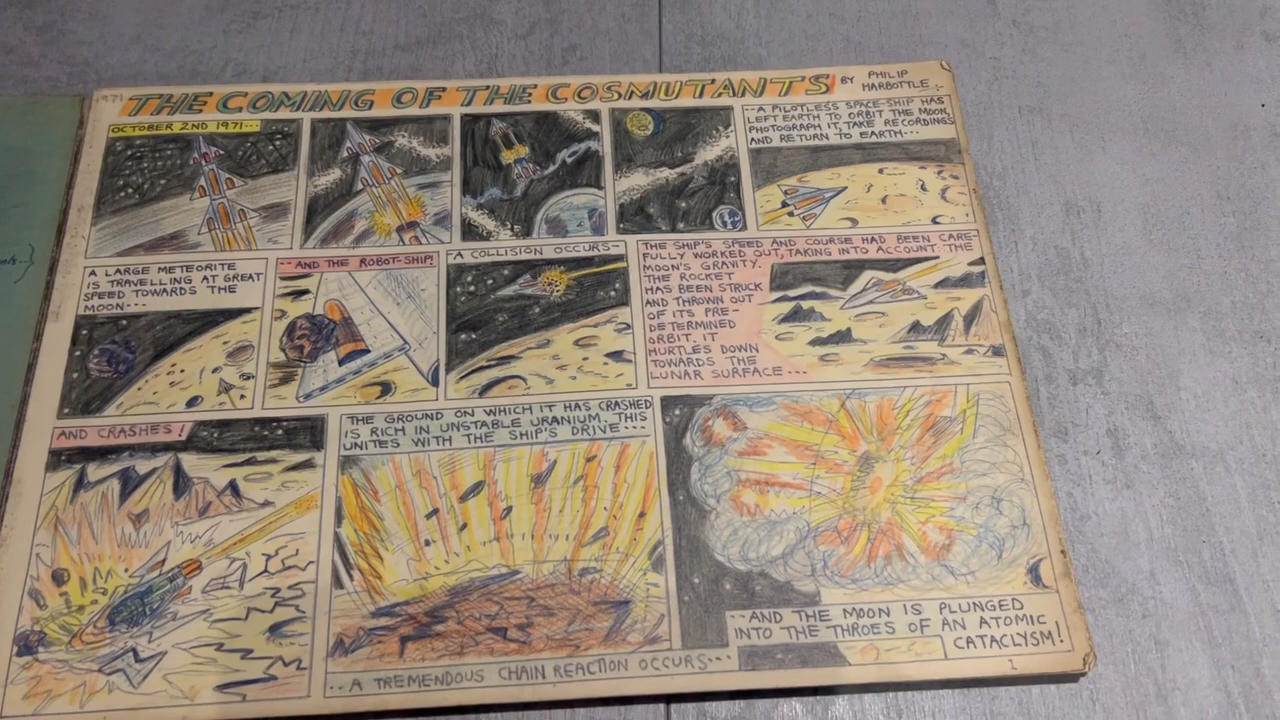 1971
THE COMING OF THE COSMUTANTS
BY PHILIP
HARBOTTLE
OCTOBER 2ND 1971---
--A PILOTLESS SPACE-SHIP HAS
LEFT EARTH TO ORBIT THE MOON,
PHOTOGRAPH IT, TAKE RECORDINGS
AND RETURN TO EARTH---
A LARGE METEORITE
IS TRAVELLING AT GREAT
SPEED TOWARDS THE
MOON---
--AND THE ROBOT-SHIP!
-A COLLISION OCCURS-
THE SHIP'S SPEED AND COURSE HAD BEEN CARE-
FULLY WORKED OUT, TAKING INTO ACCOUNT THE
MOON'S GRAVITY.
THE ROCKET
HAS BEEN STRUCK
AND THROWN OUT
OF ITS PRE-
DETERMINED
ORBIT. IT
HURTLES DOWN
TOWARDS THE
LUNAR SURFACE...
AND CRASHES!
THE GROUND ON WHICH IT HAS CRASHED
IS RICH IN UNSTABLE URANIUM. THIS
UNITES WITH THE SHIP'S DRIVE---
..A TREMENDOUS CHAIN REACTION OCCURS---
--AND THE MOON IS PLUNGED
INTO THE THROES OF AN ATOMIC
CATACLYSM!
1